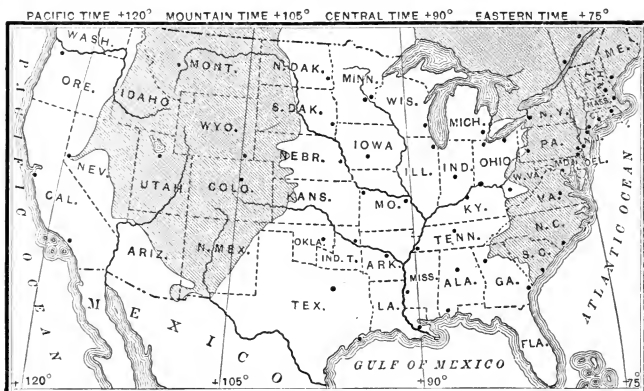 PACIFIC TIME +120° MOUNTAIN TIME +105° CENTRAL TIME +90° EASTERN TIME +75°
WASH.
ORE.
IDAHO
MONT.
N. DAK.
MINN.
WIS.
MICH.
ME.
N.H.
MASS.
N.Y.
S. DAK.
WYO.
IOWA
NEBR.
ILL.
IND.
OHIO
PA.
MD.
DEL.
W. VA.
VA.
NEV.
UTAH
COLO.
KANS.
MO.
KY.
CAL.
ARIZ.
N. MEX.
OKLA.
IND. T.
ARK.
TENN.
N.C.
S.C.
TEX.
LA.
MISS.
ALA.
GA.
FLA.
PACIFIC OCEAN
MEXICO
GULF OF MEXICO
ATLANTIC OCEAN
+120°
+105°
+90°
+75°